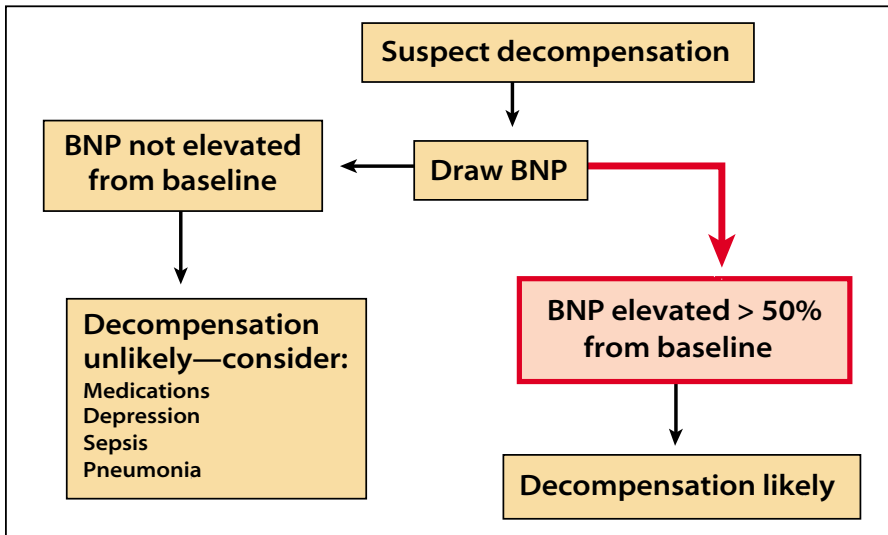 Suspect decompensation
Draw BNP
BNP not elevated
from baseline
Decompensation
unlikely—consider:
Medications
Depression
Sepsis
Pneumonia
BNP elevated > 50%
from baseline
Decompensation likely